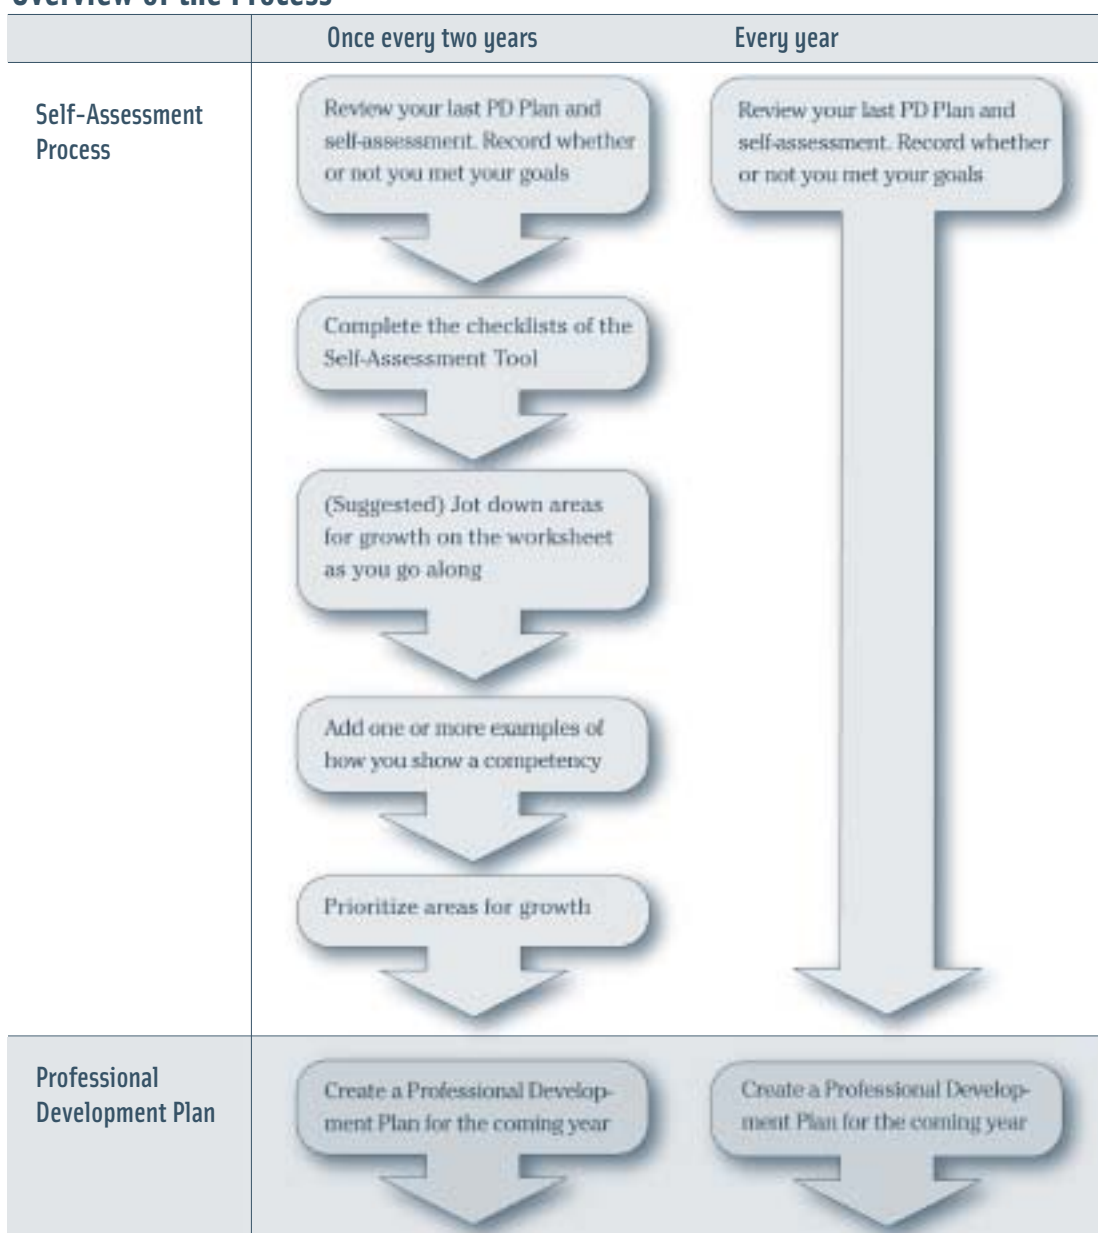 Overview of the Process
Once every two years
Every year
Self-Assessment
Process
Review your last PD Plan and
self-assessment. Record whether
or not you met your goals
Complete the checklists of the
Self-Assessment Tool
(Suggested) Jot down areas
for growth on the worksheet
as you go along
Add one or more examples of
how you show a competency
Prioritize areas for growth
Review your last PD Plan and
self-assessment. Record whether
or not you met your goals
Professional
Development Plan
Create a Professional Develop-
ment Plan for the coming year
Create a Professional Develop-
ment Plan for the coming year